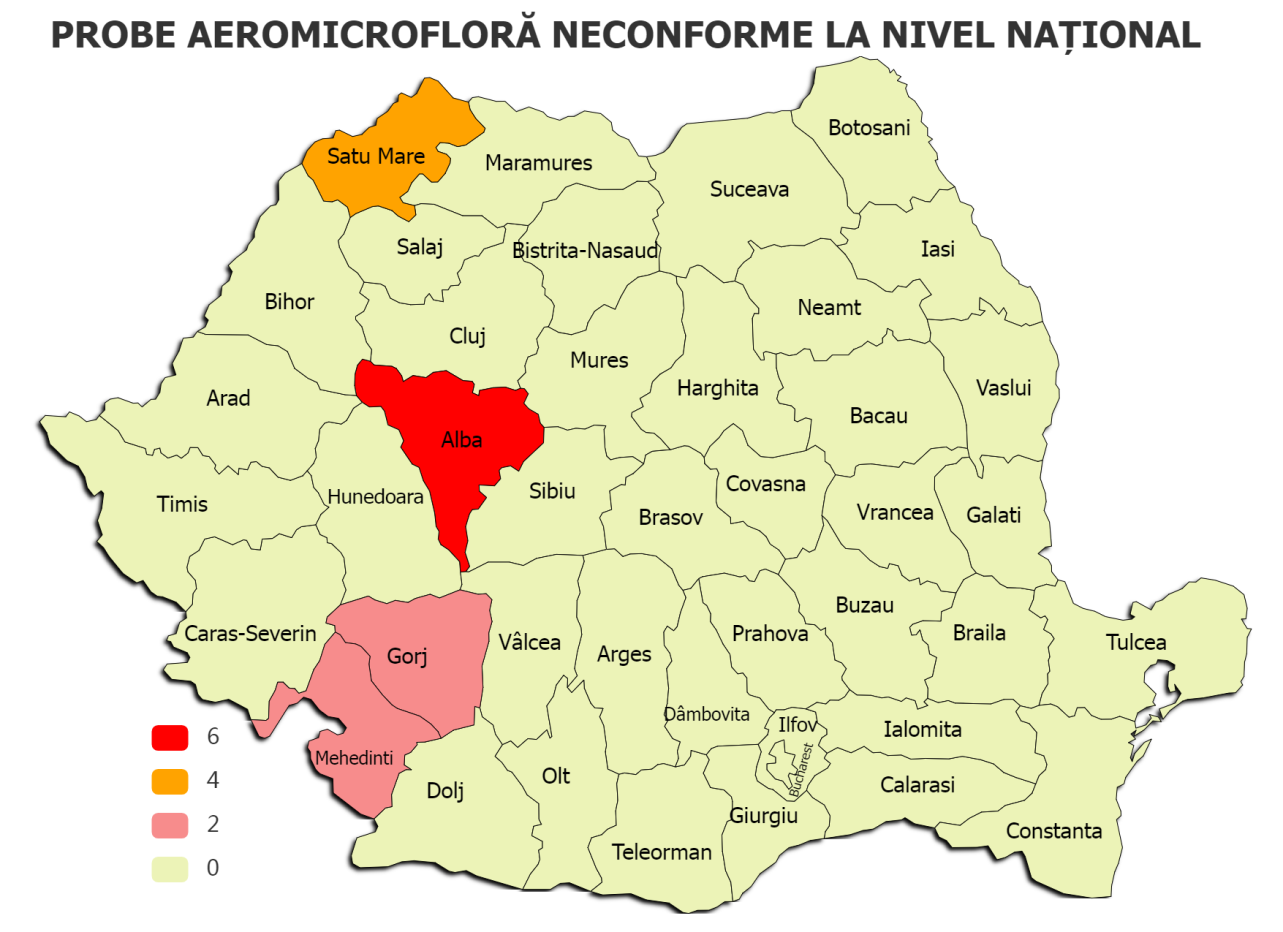 PROBE AEROMICROFLORĂ NECONFORME LA NIVEL NAȚIONAL
Botosani
Satu Mare
Maramures
Suceava
Salaj
Bistrita-Nasaud
Iasi
Bihor
Neamt
Cluj
Mures
Harghita
Vaslui
Arad
Bacau
Alba
Timis
Hunedoara
Sibiu
Covasna
Brasov
Vrancea
Galati
Caras-Severin
Gorj
Vâlcea
Arges
Prahova
Buzau
Braila
Tulcea
Dâmbovita
Ilfov
Ialomita
Bucharest
Mehedinti
Dolj
Olt
Calarasi
Giurgiu
Constanta
Teleorman
6
4
2
0